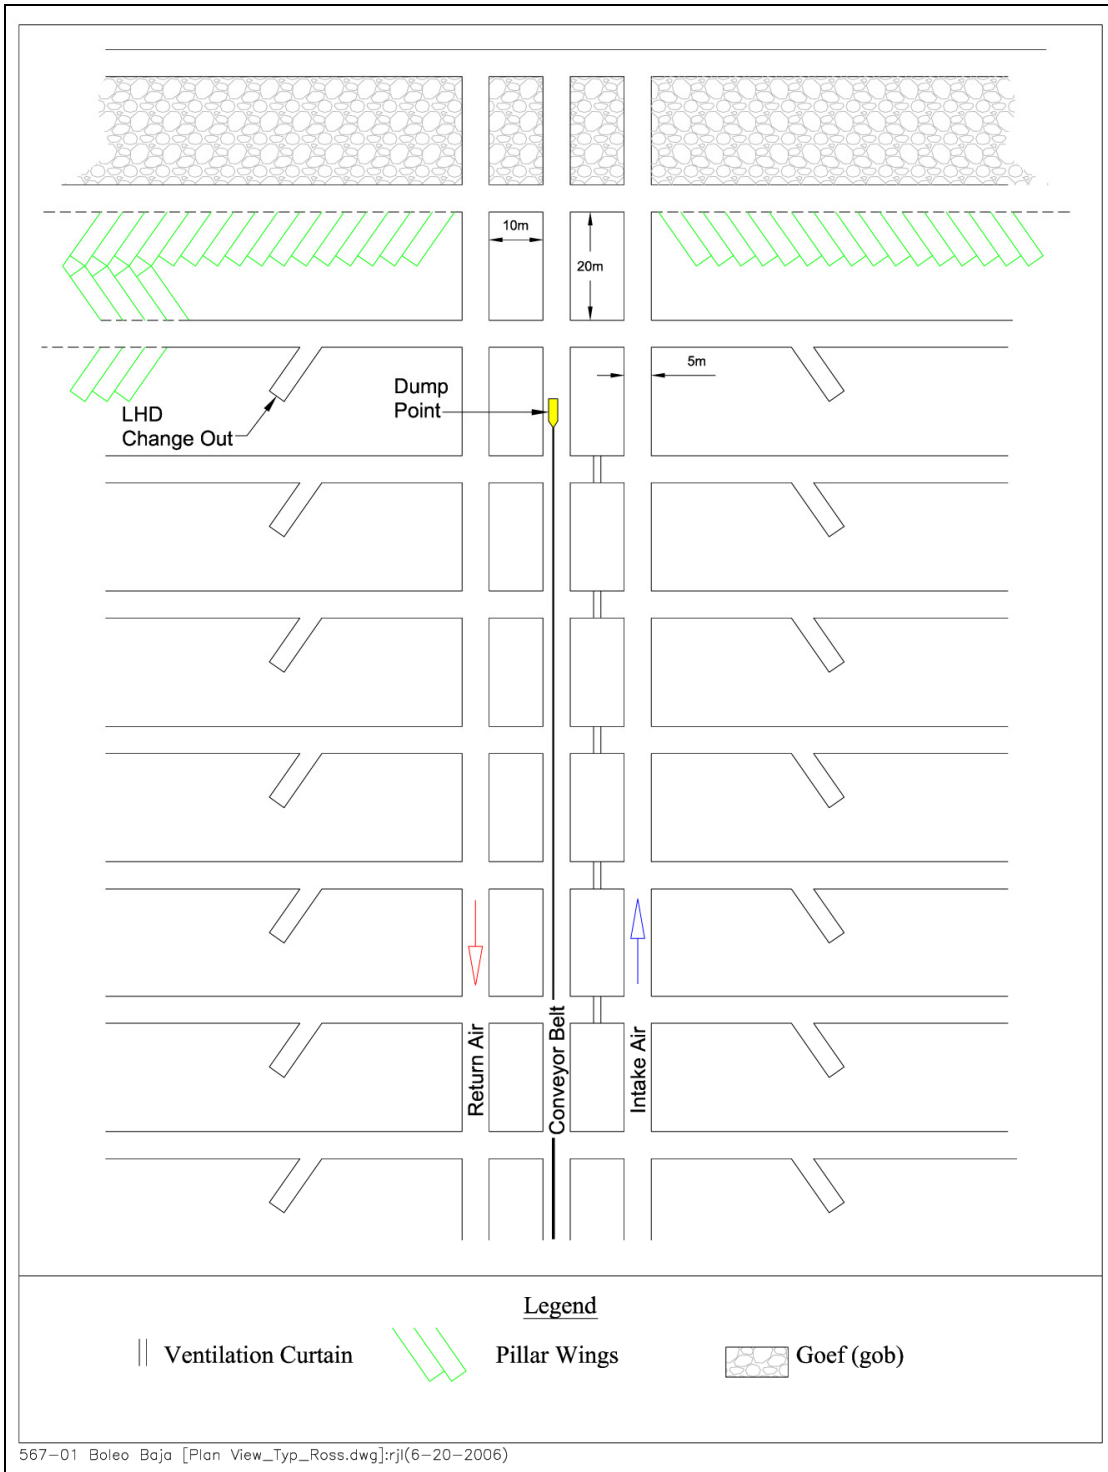 10m
20m
5m
Dump
Point
LHD
Change Out
Return Air
Conveyor Belt
Intake Air
Legend
Ventilation Curtain
Pillar Wings
Goef (gob)
567-01 Boleo Baja [Plan View_Typ_Ross.dwg]:rjl(6-20-2006)